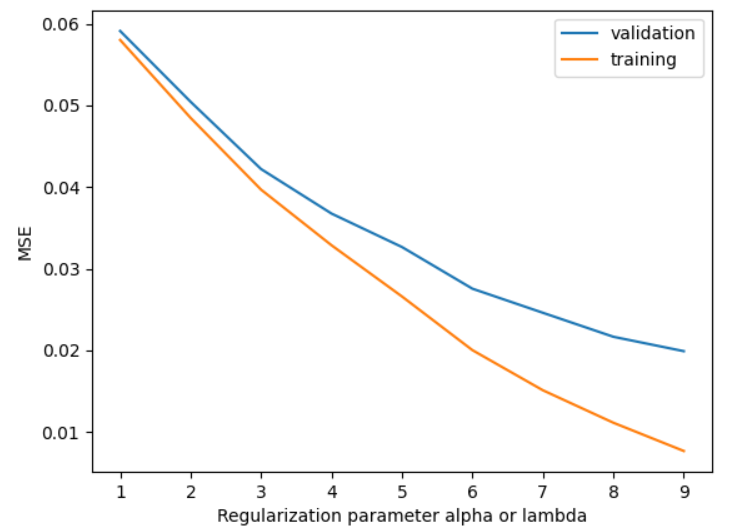 0.06
0.05
0.04
0.03
0.02
0.01
MSE
validation
training
1 2 3 4 5 6 7 8 9
Regularization parameter alpha or lambda